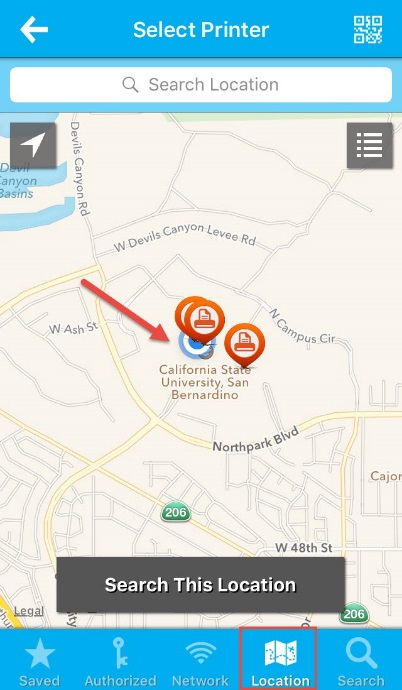 Select Printer
Search Location
Devil
Canyon
Basins
Devils Canyon Rd
W Devils Canyon Levee Rd
W Ash St
N Campus Cir
California State
University, San
Bernardino
Northpark Blvd
Cajon
206
W 48th St
Search This Location
206
Legal
Saved
Authorized
Network
Location
Search